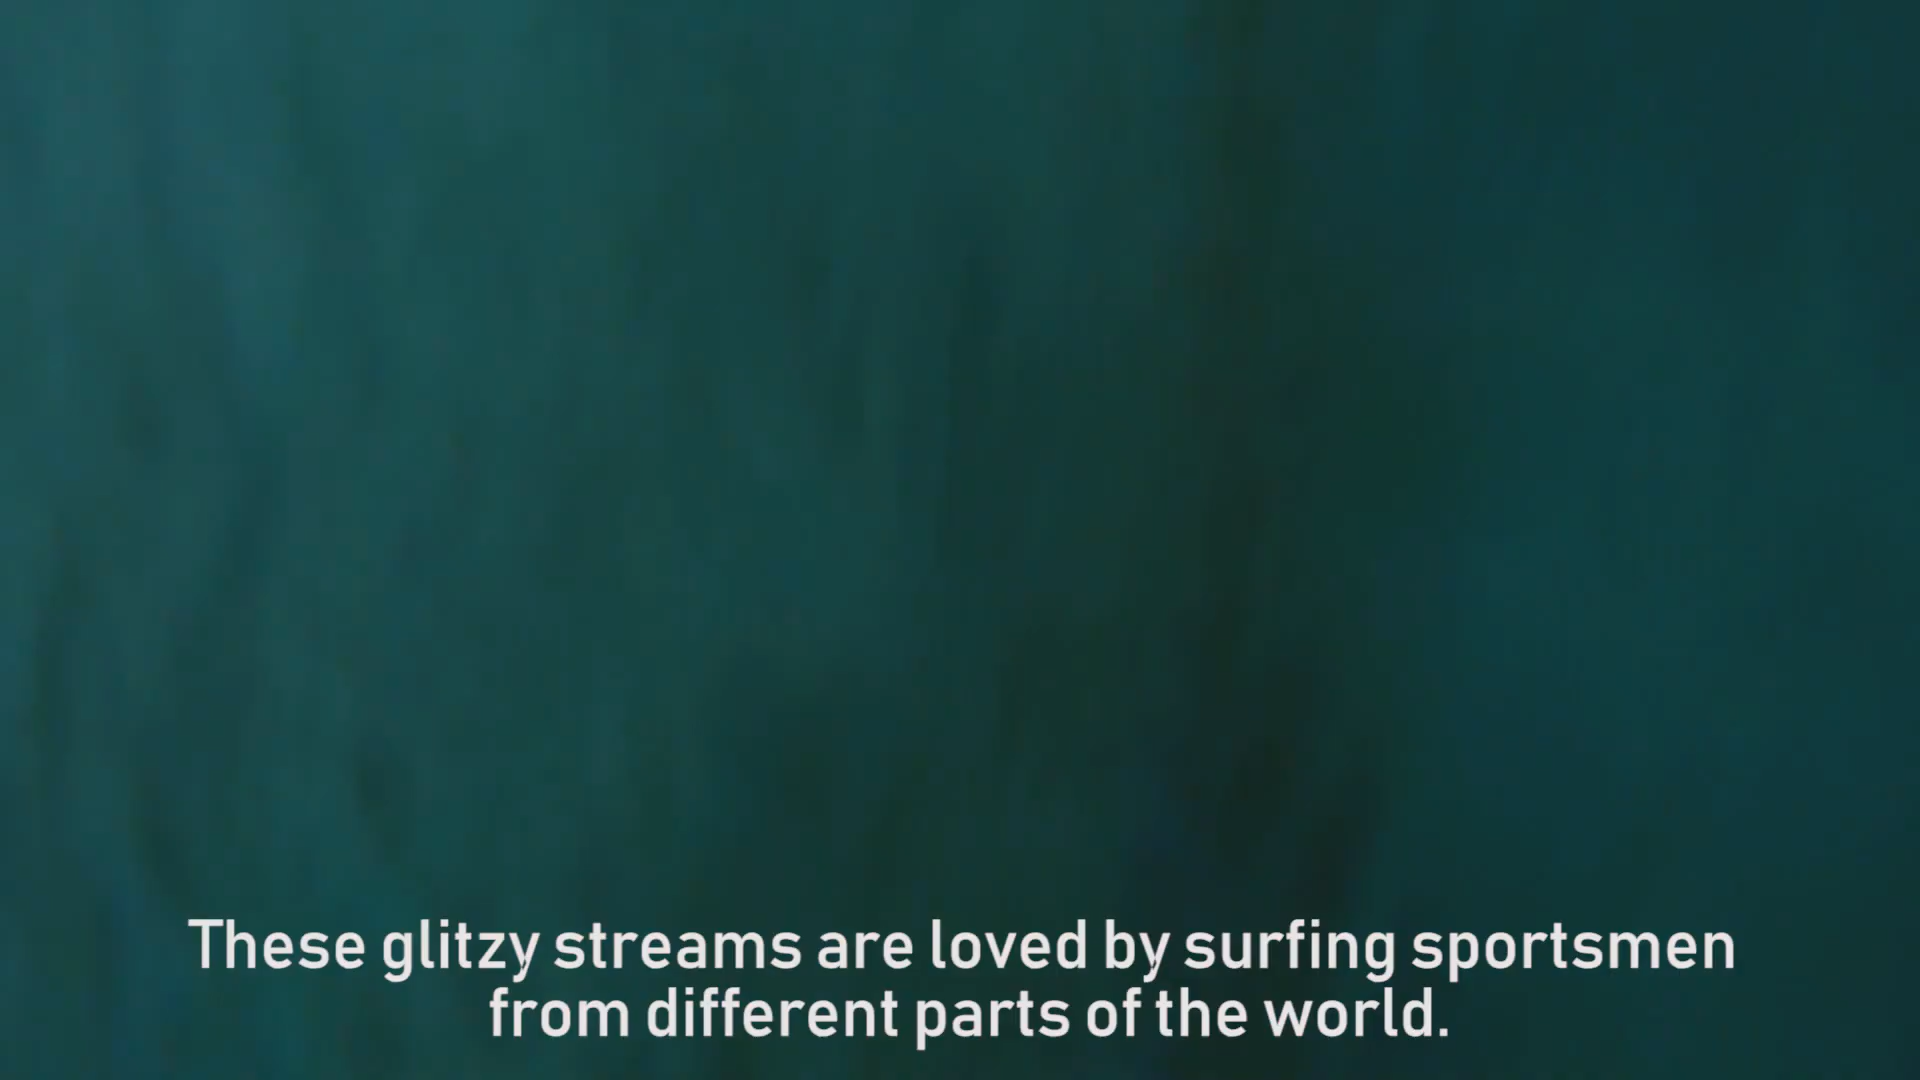 These glitzy streams are loved by surfing sportsmen
from different parts of the world.